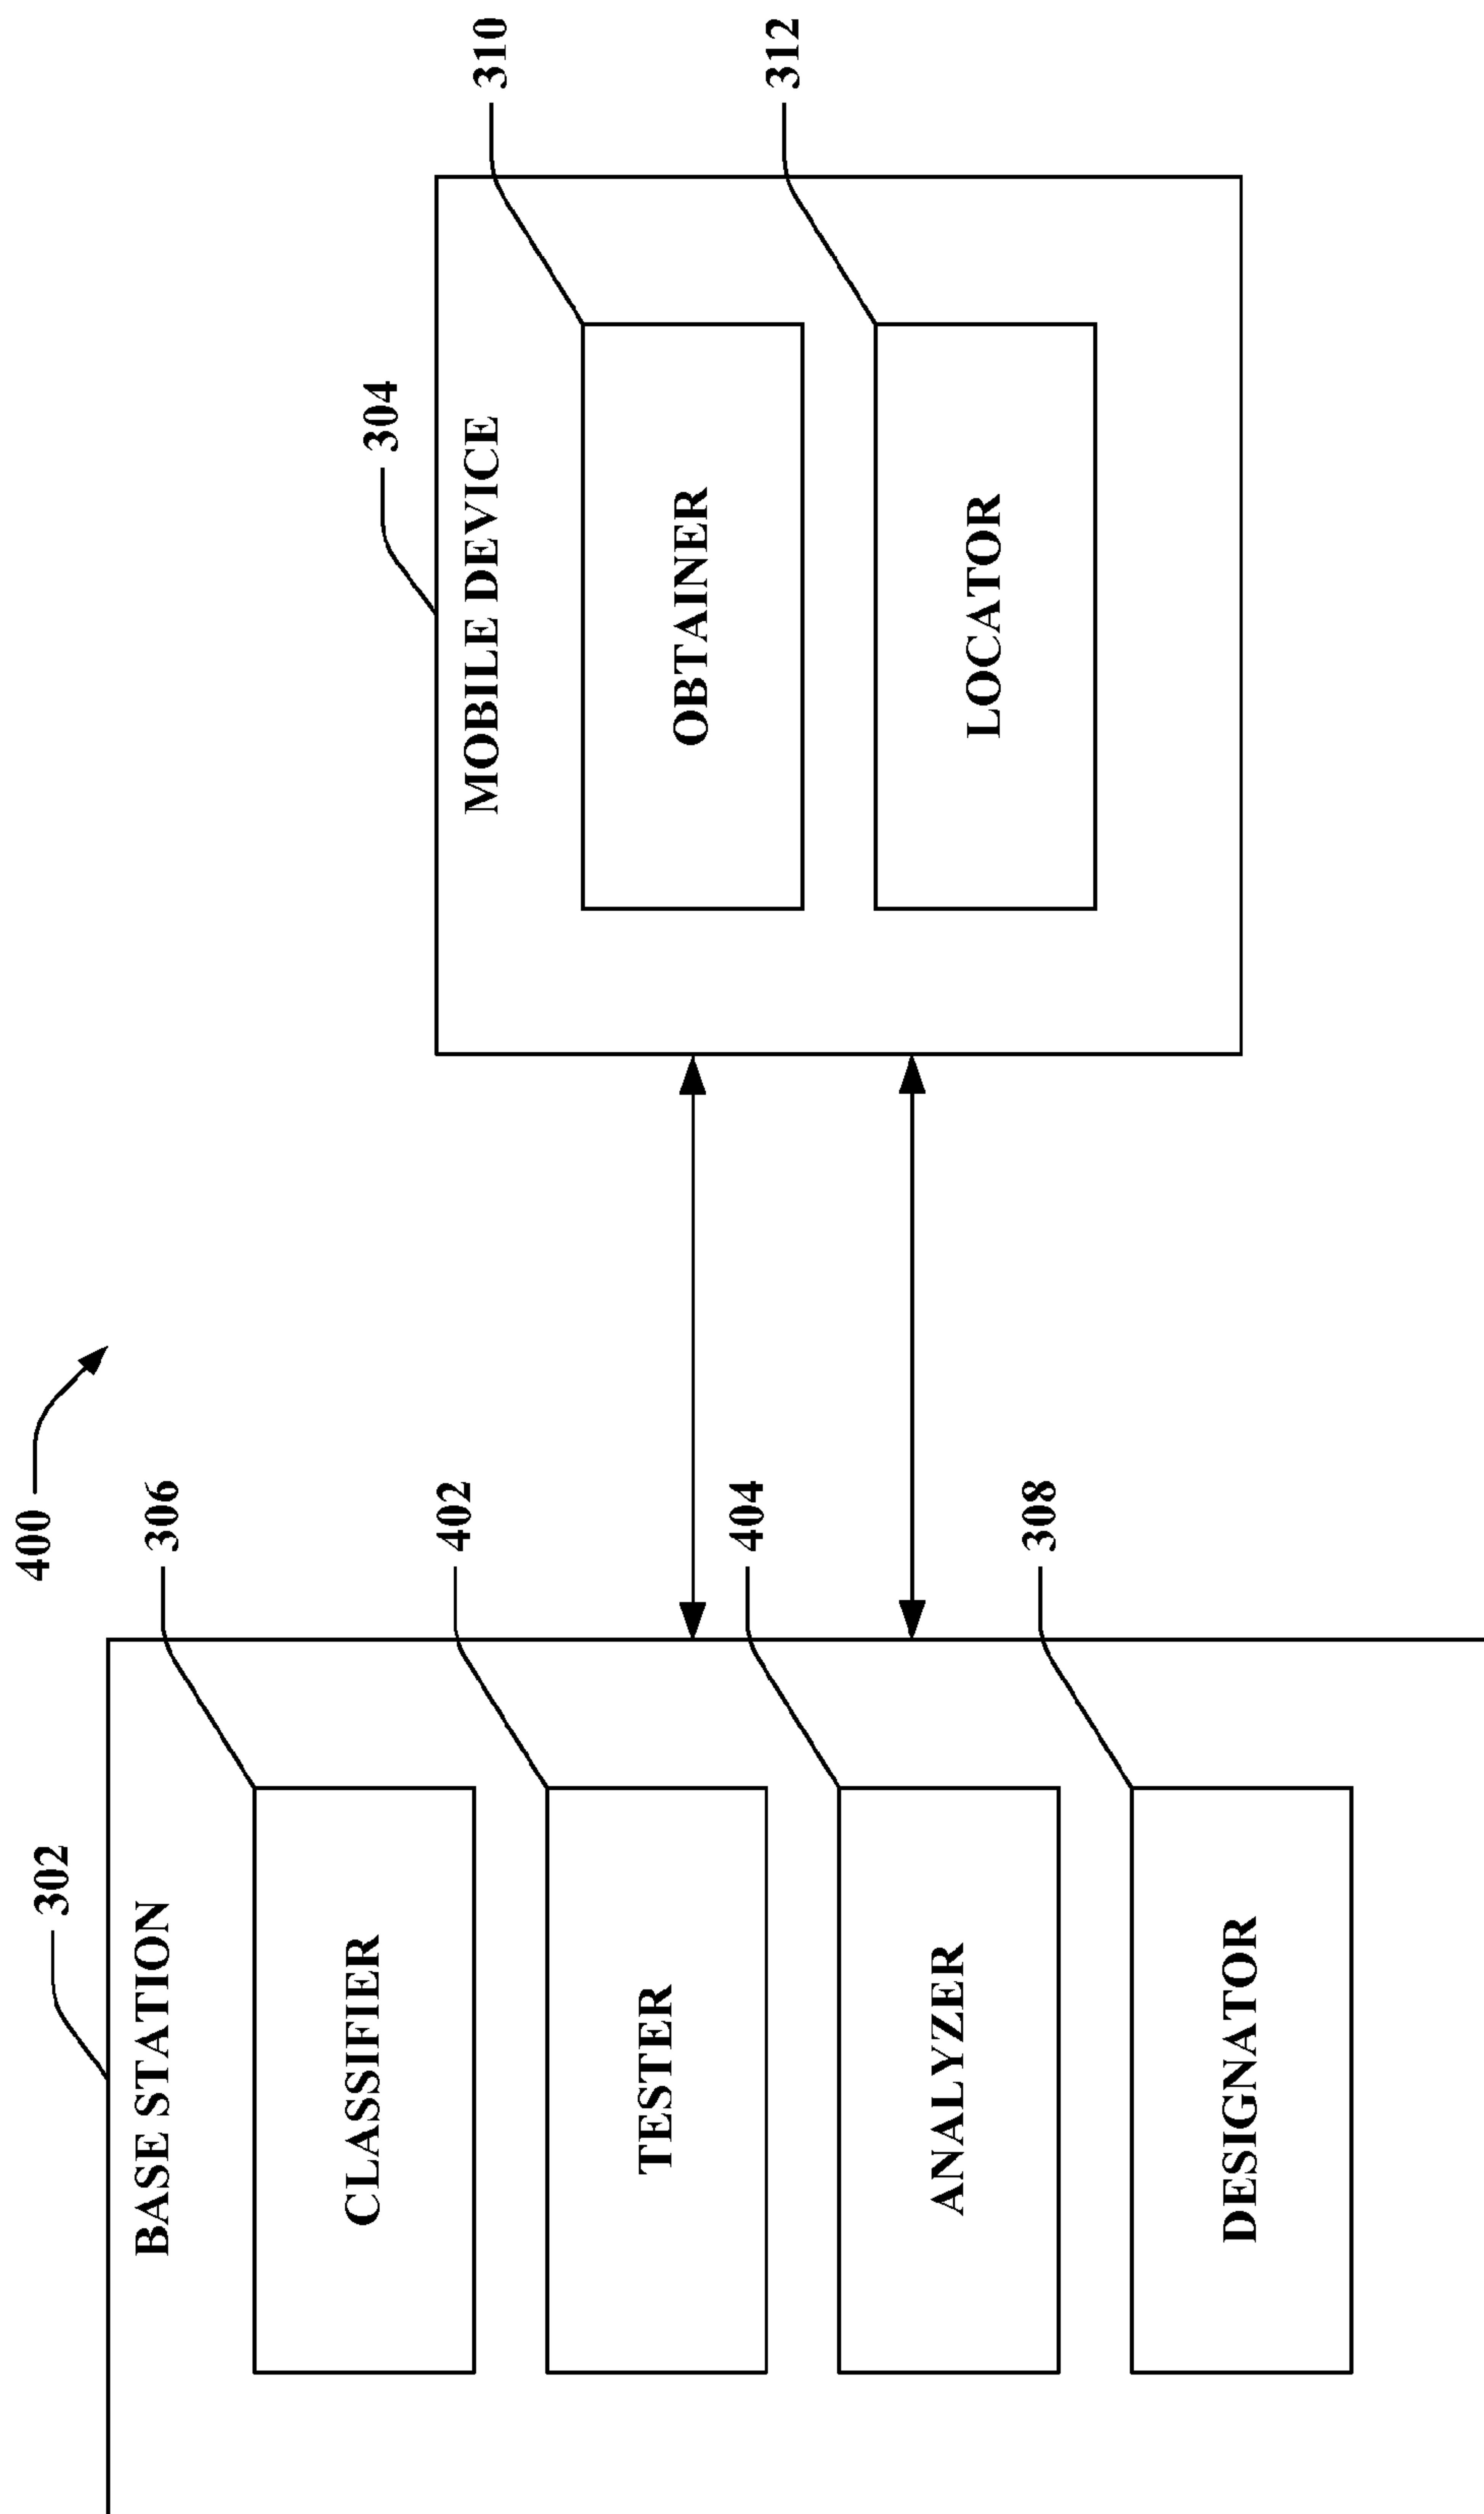 400
302
BASE STATION
306
CLASSIFIER
402
TESTER
404
ANALYZER
308
DESIGNATOR
304
MOBILE DEVICE
310
OBTAINER
312
LOCATOR